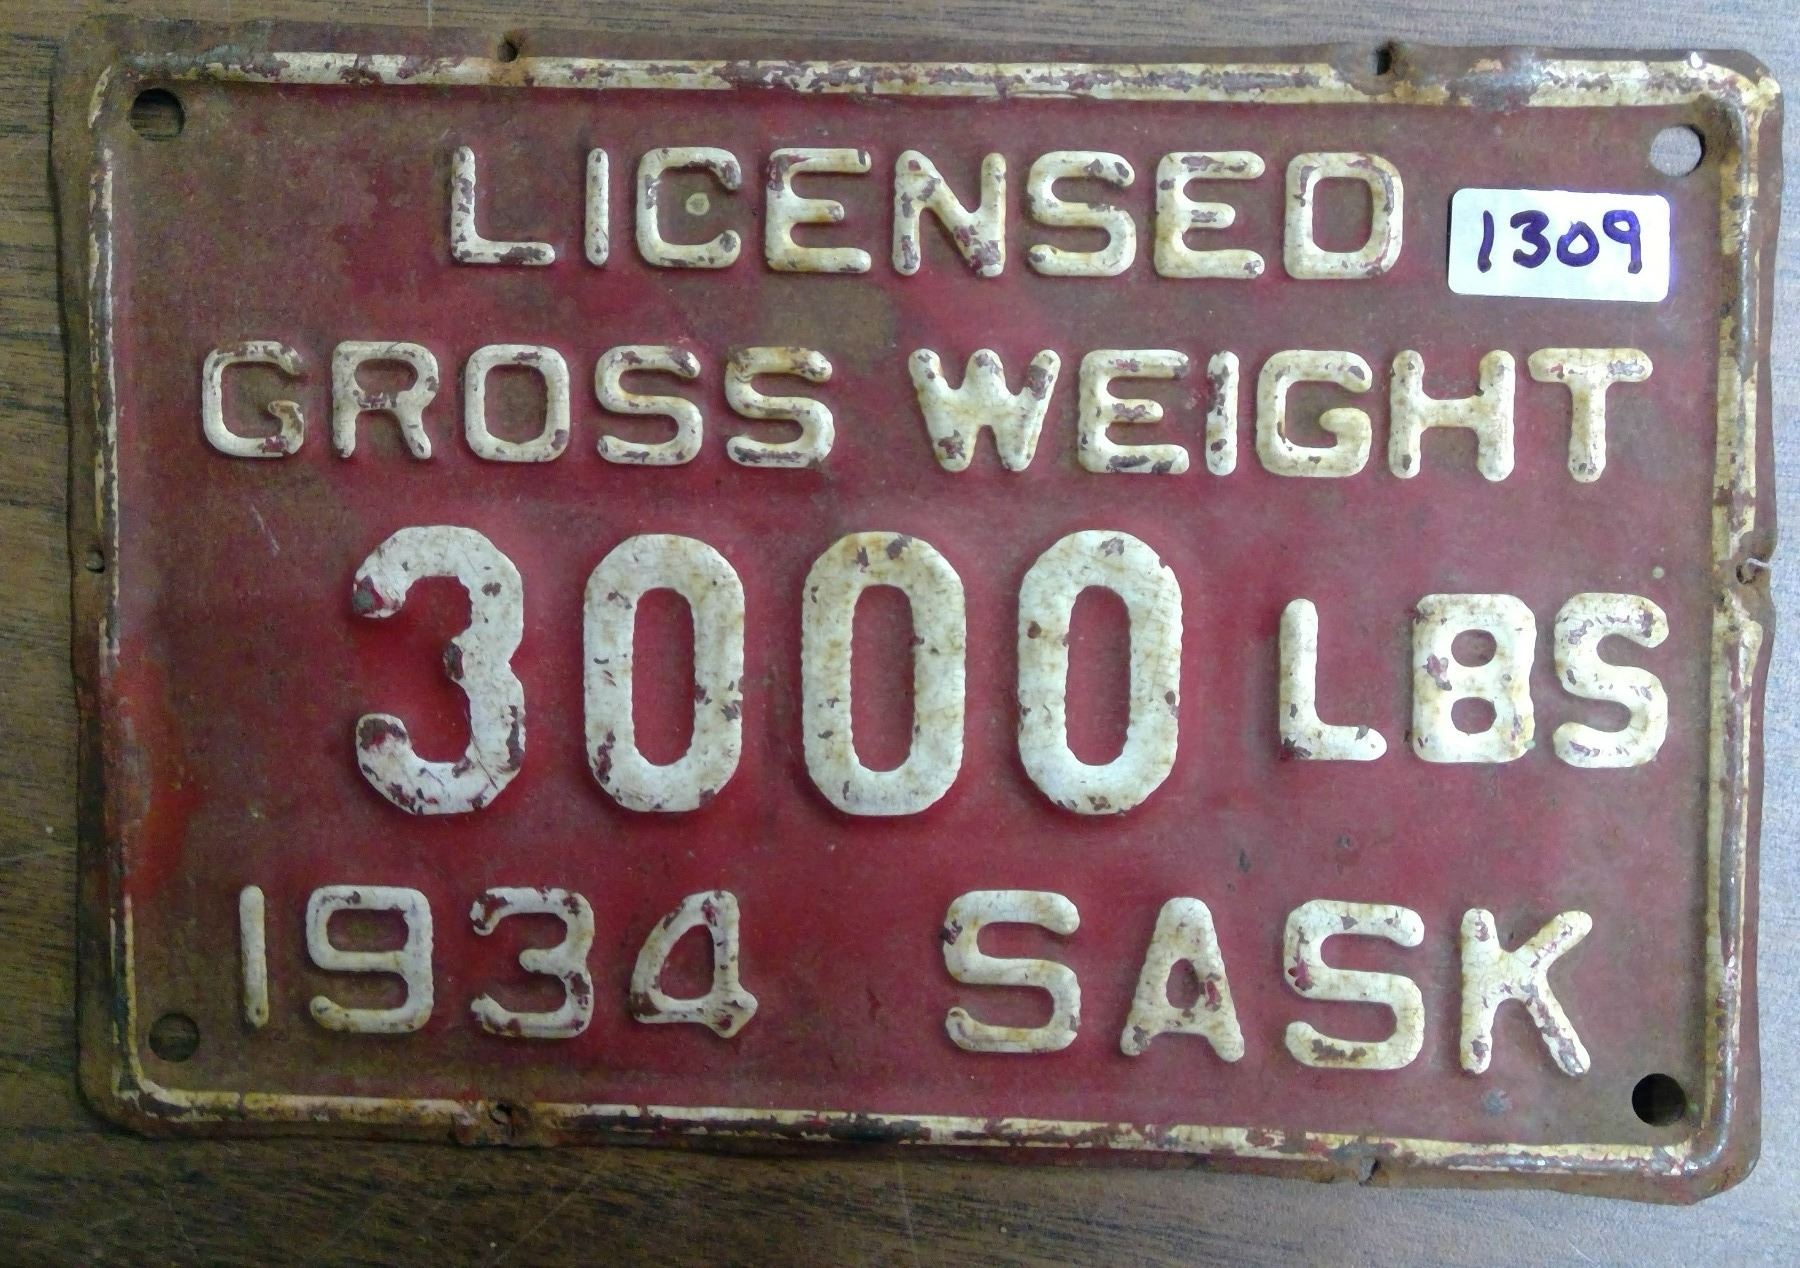 LICENSED
1309
GROSS WEIGHT
3000 LBS
1934 SASK